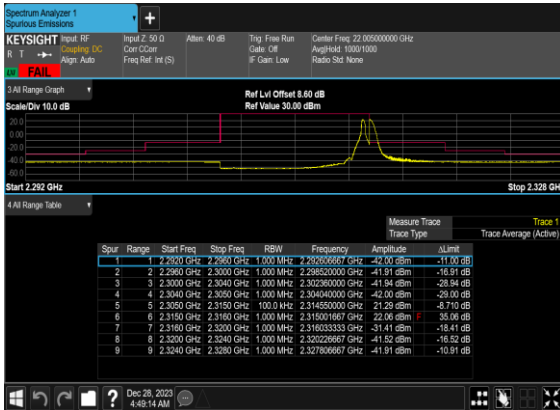 Spectrum Analyzer 1
Spurious Emissions
+
KEYSIGHT Input: RF Input Z: 50 Ω Atten: 40 dB Trig: Free Run Center Freq: 22.005000000 GHz
R T Coupling: DC Corr CCorr Gate: Off Avg|Hold: 1000/1000
Align: Auto Freq Ref: Int (S) IF Gain: Low Radio Std: None
FAIL
3 All Range Graph
Ref Lvl Offset 8.60 dB
Scale/Div 10.0 dB Ref Value 30.00 dBm
20.0
0.00
-20.0
-40.0
-60.0
Start 2.292 GHz Stop 2.328 GH
4 All Range Table
Measure Trace Trace 1
Trace Type Trace Average (Active)
Spur Range Start Freq Stop Freq RBW Frequency Amplitude ΔLimit
1 1 2.2920 GHz 2.2960 GHz 1.000 MHz 2.292606667 GHz -42.00 dBm -11.00 dB
2 2 2.2960 GHz 2.3000 GHz 1.000 MHz 2.298520000 GHz -41.91 dBm -16.91 dB
3 3 2.3000 GHz 2.3040 GHz 1.000 MHz 2.302360000 GHz -41.94 dBm -28.94 dB
4 4 2.3040 GHz 2.3050 GHz 1.000 MHz 2.304040000 GHz -42.00 dBm -29.00 dB
5 5 2.3050 GHz 2.3150 GHz 100.0 kHz 2.314550000 GHz 21.29 dBm -8.710 dB
6 6 2.3150 GHz 2.3160 GHz 1.000 MHz 2.315001667 GHz 22.06 dBm F 35.06 dB
7 7 2.3160 GHz 2.3200 GHz 1.000 MHz 2.316033333 GHz -31.41 dBm -18.41 dB
8 8 2.3200 GHz 2.3240 GHz 1.000 MHz 2.320226667 GHz -41.52 dBm -16.52 dB
9 9 2.3240 GHz 2.3280 GHz 1.000 MHz 2.327806667 GHz -41.91 dBm -10.91 dB
? Dec 28, 2023
4:49:14 AM